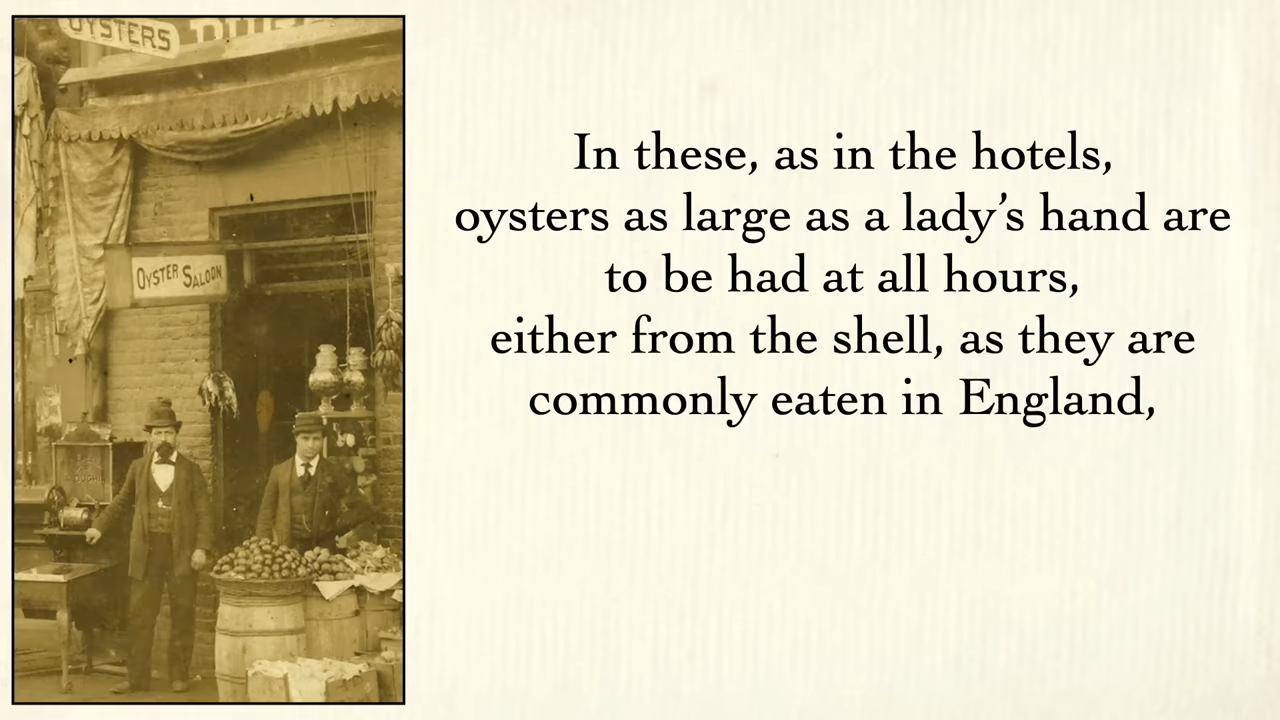 OYSTERS
OYSTER SALOON
In these, as in the hotels,
oysters as large as a lady’s hand are
to be had at all hours,
either from the shell, as they are
commonly eaten in England,